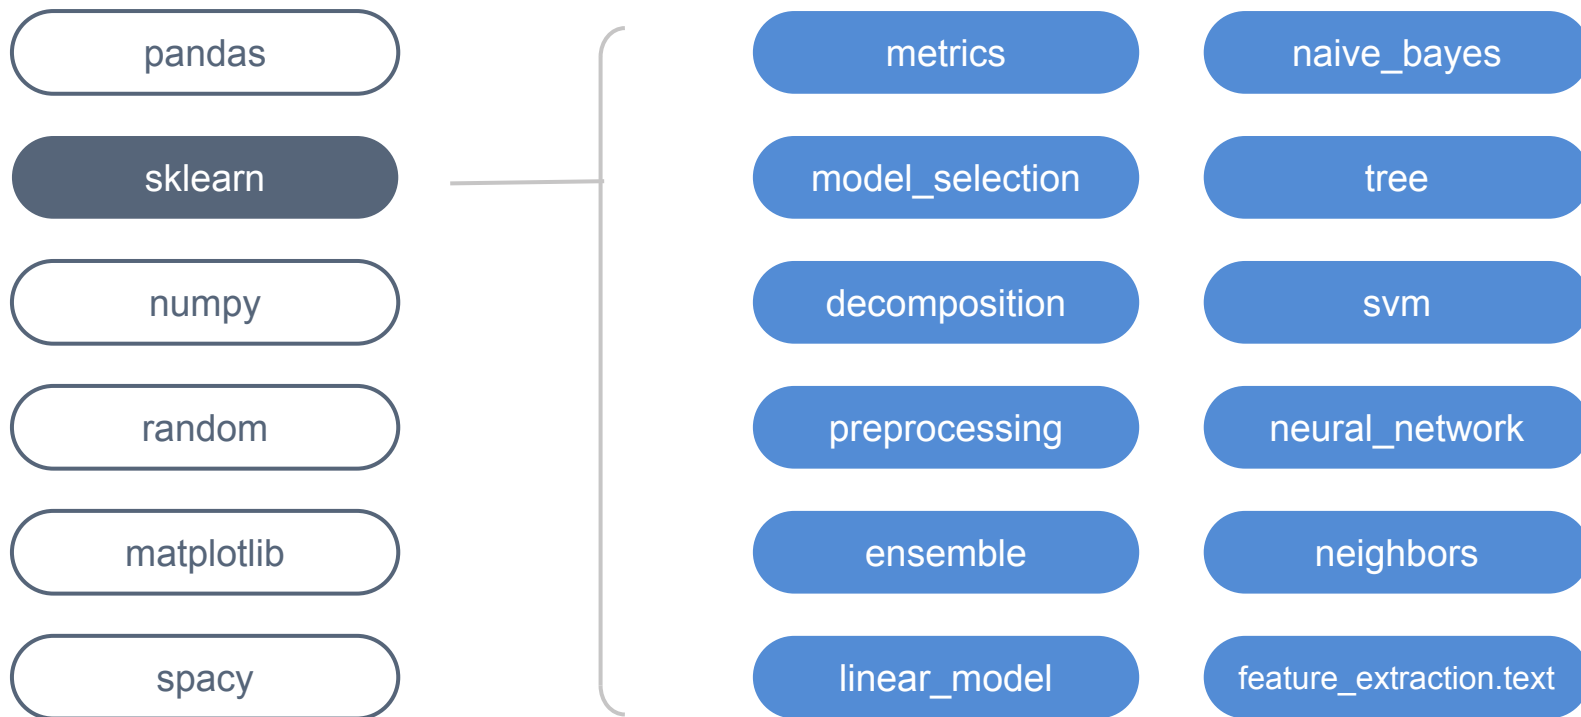 pandas
sklearn
numpy
random
matplotlib
spacy
metrics
model_selection
decomposition
preprocessing
ensemble
linear_model
naive_bayes
tree
svm
neural_network
neighbors
feature_extraction.text